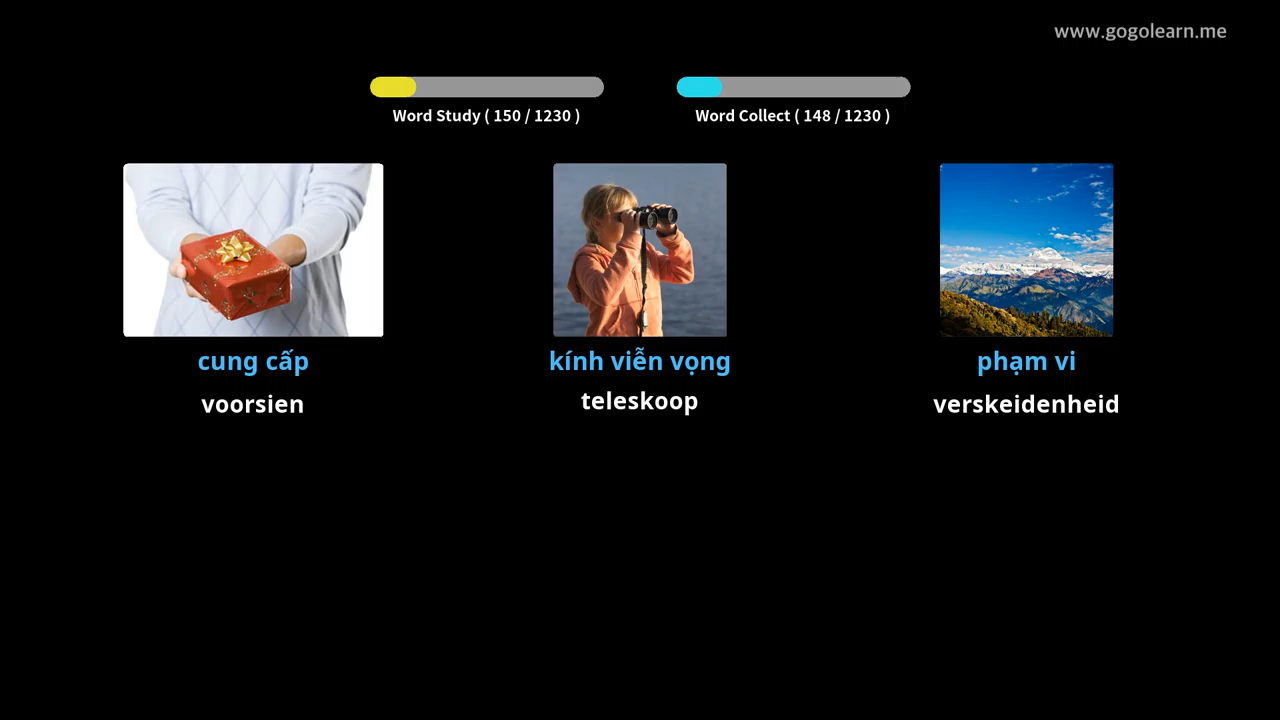 www.gogolearn.me
Word Study ( 150 / 1230 )
Word Collect ( 148 / 1230 )
cung cấp
voorsien
kính viễn vọng
teleskoop
phạm vi
verskeidenheid